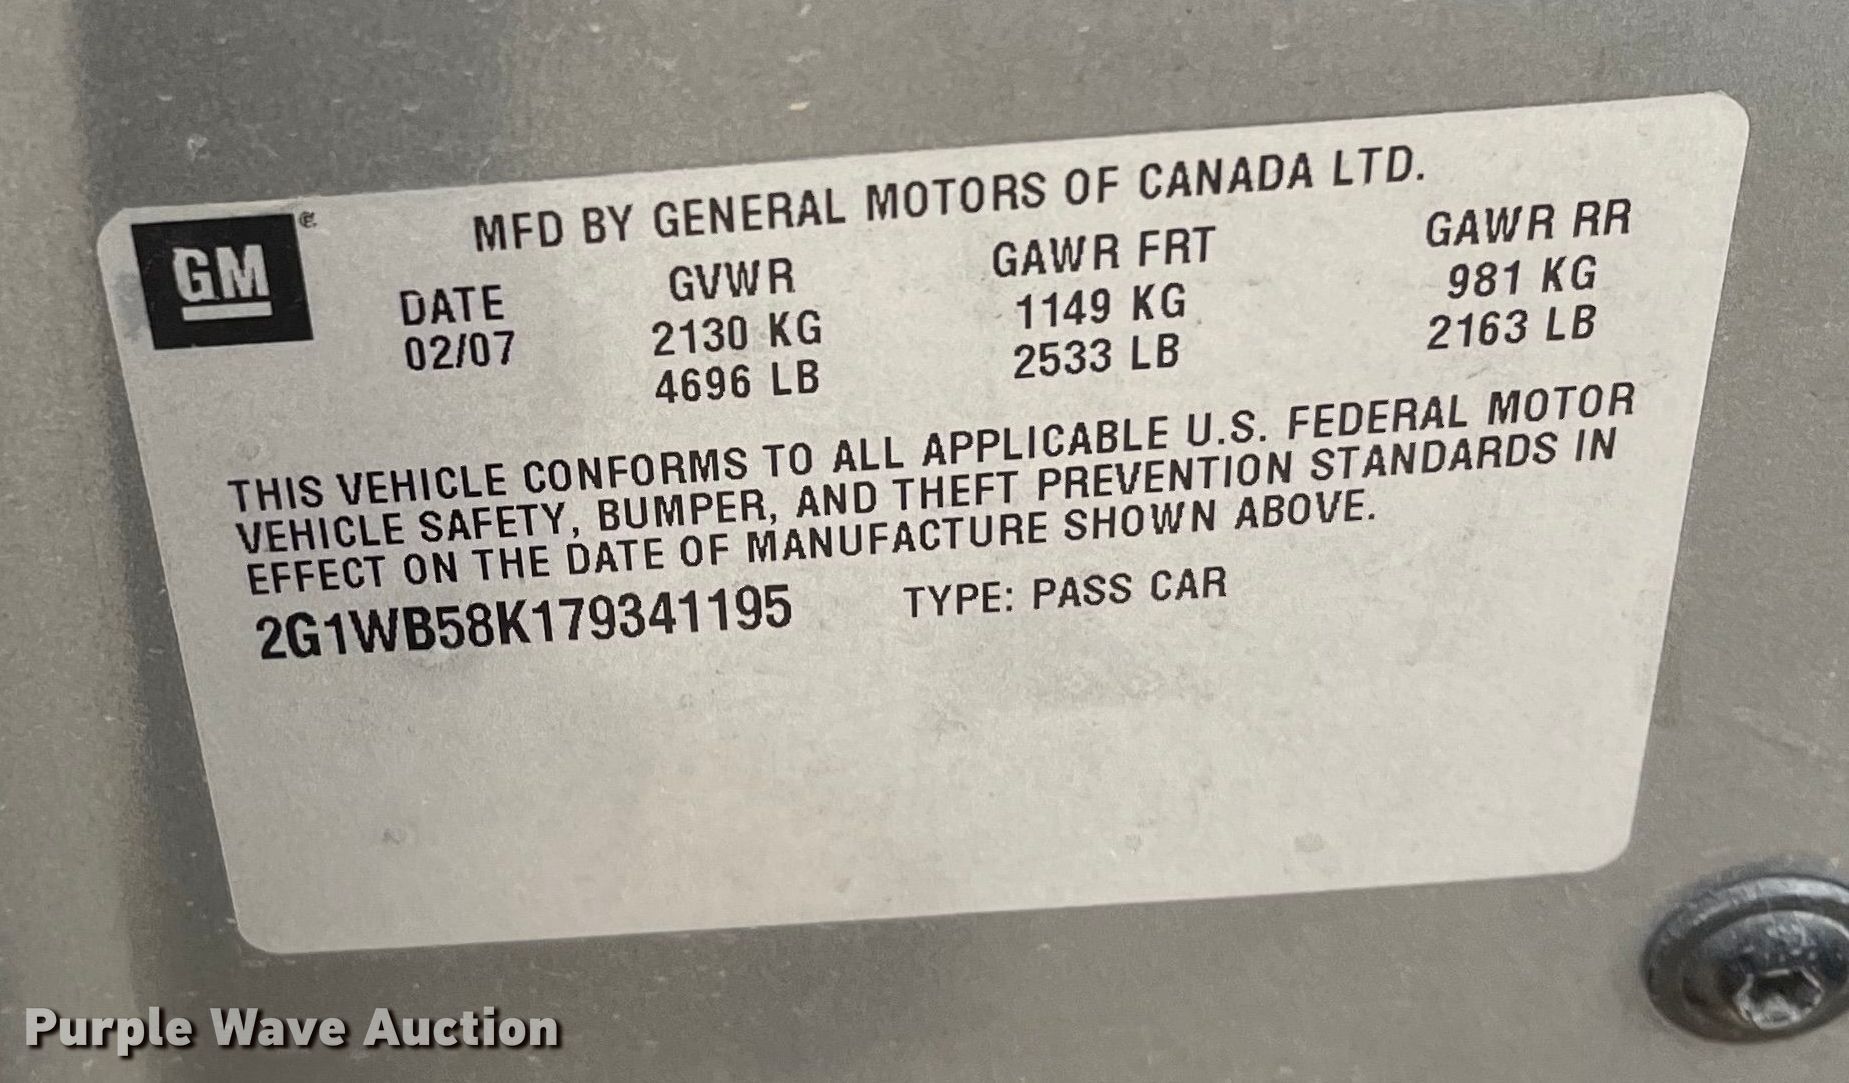 GM
MFD BY GENERAL MOTORS OF CANADA LTD.
DATE GVWR GAWR FRT GAWR RR
02/07 2130 KG 1149 KG 981 KG
4696 LB 2533 LB 2163 LB
THIS VEHICLE CONFORMS TO ALL APPLICABLE U.S. FEDERAL MOTOR
VEHICLE SAFETY, BUMPER, AND THEFT PREVENTION STANDARDS IN
EFFECT ON THE DATE OF MANUFACTURE SHOWN ABOVE.
2G1WB58K179341195 TYPE: PASS CAR
Purple Wave Auction